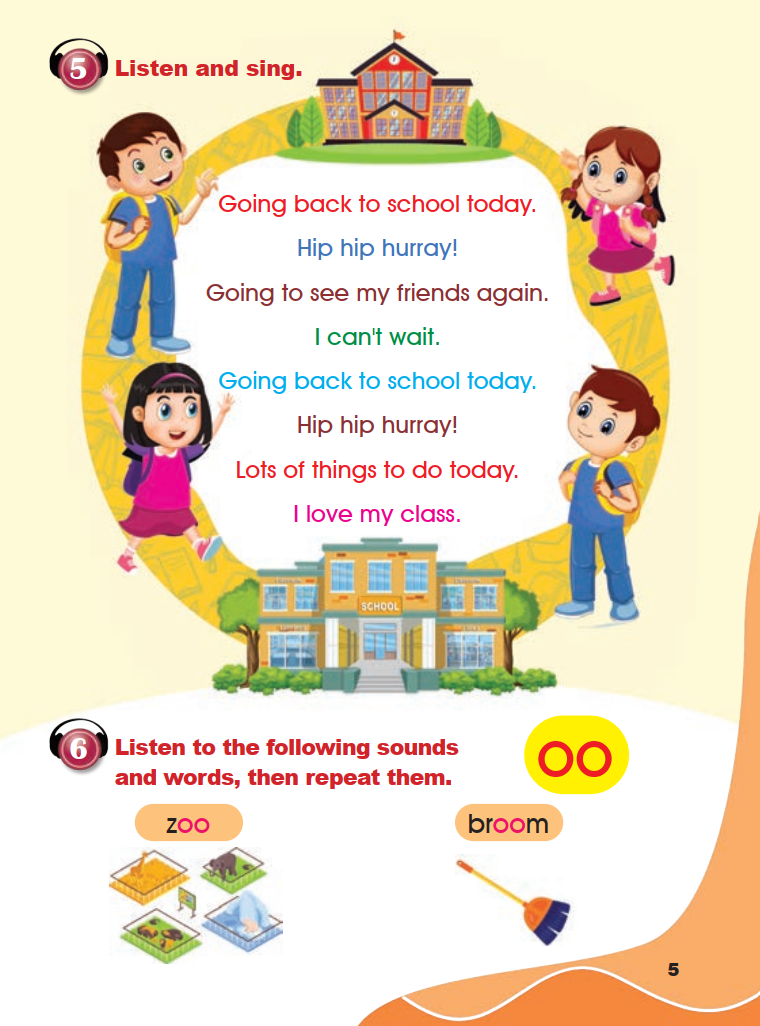 5 Listen and sing.
Going back to school today.
Hip hip hurray!
Going to see my friends again.
I can't wait.
Going back to school today.
Hip hip hurray!
Lots of things to do today.
I love my class.
SCHOOL
6 Listen to the following sounds
and words, then repeat them.
oo
zoo
broom
5